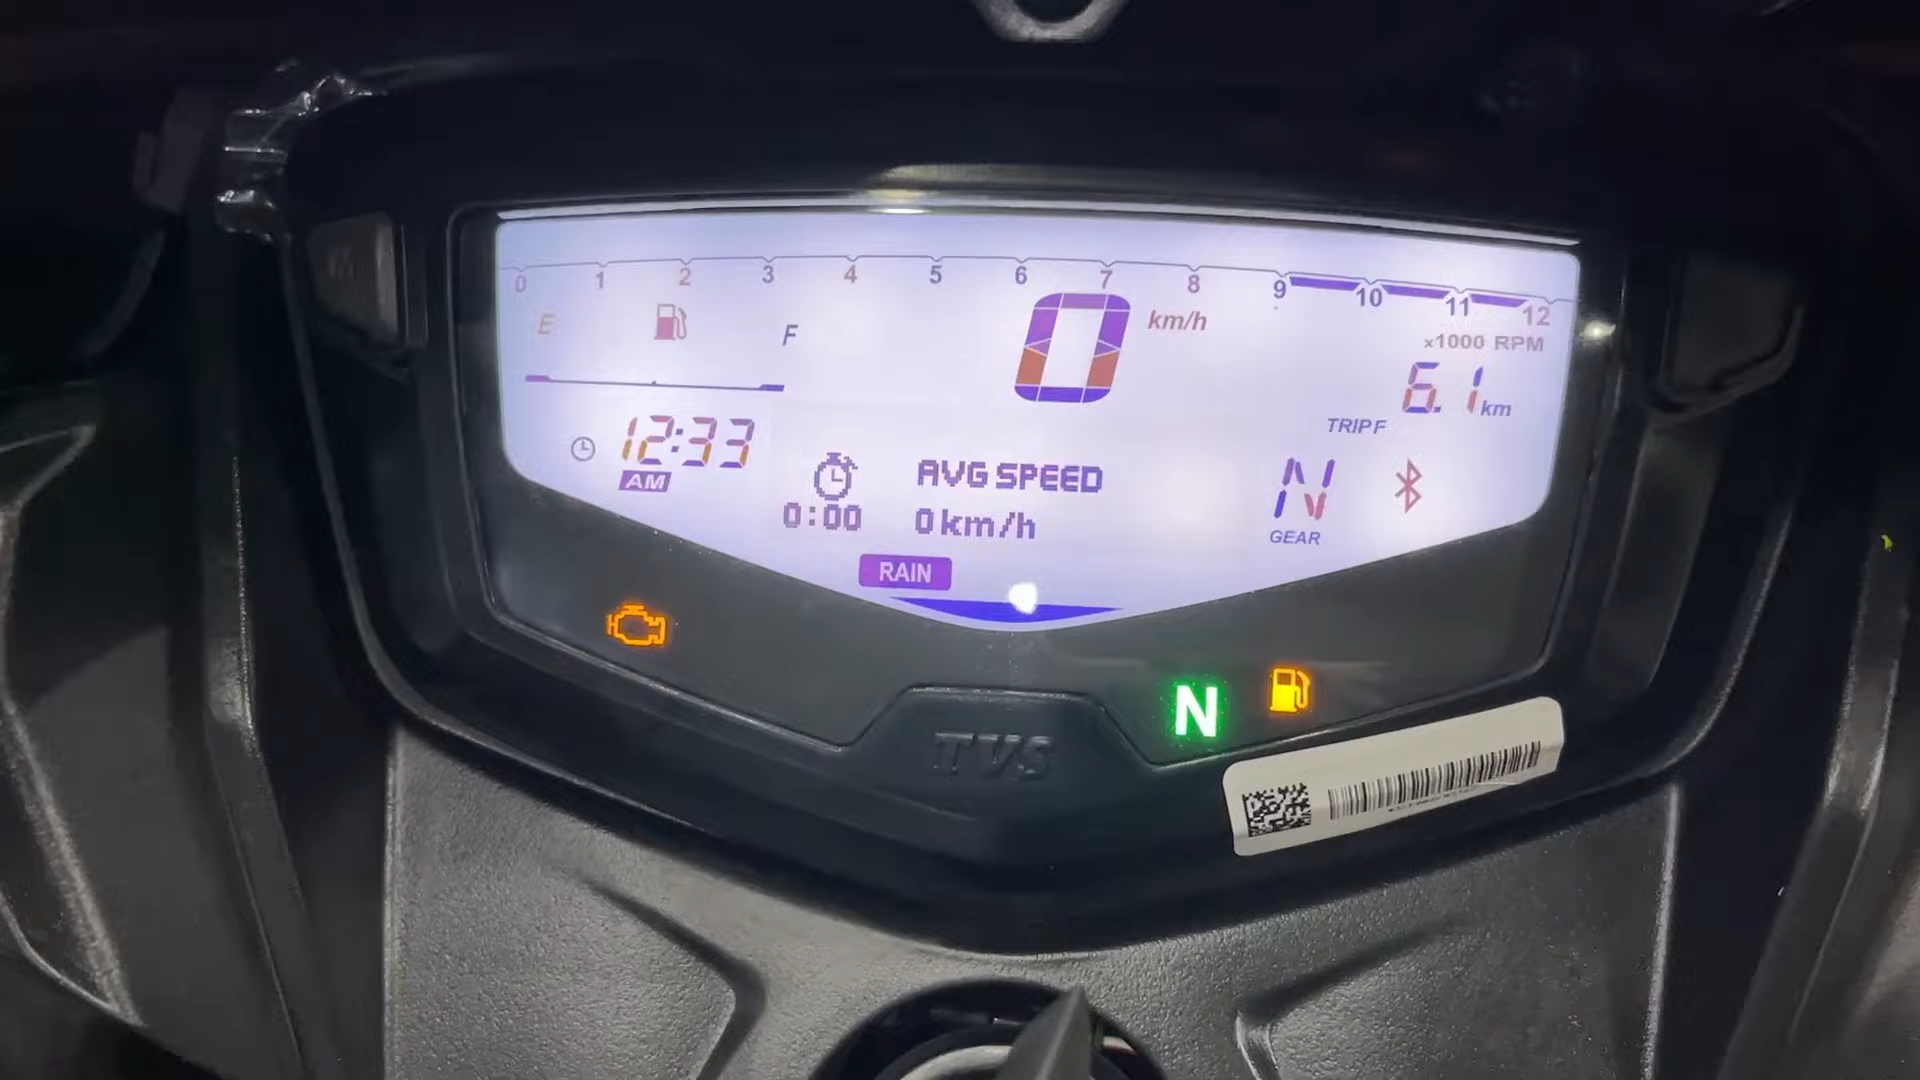 0 1 2 3 4 5 6 7 8 9 10 11 12
x1000 RPM
E F
0 km/h
6.1 km
TRIP F
12:33
AM
AVG SPEED
0:00 0 km/h
N
GEAR
RAIN
N
TVS